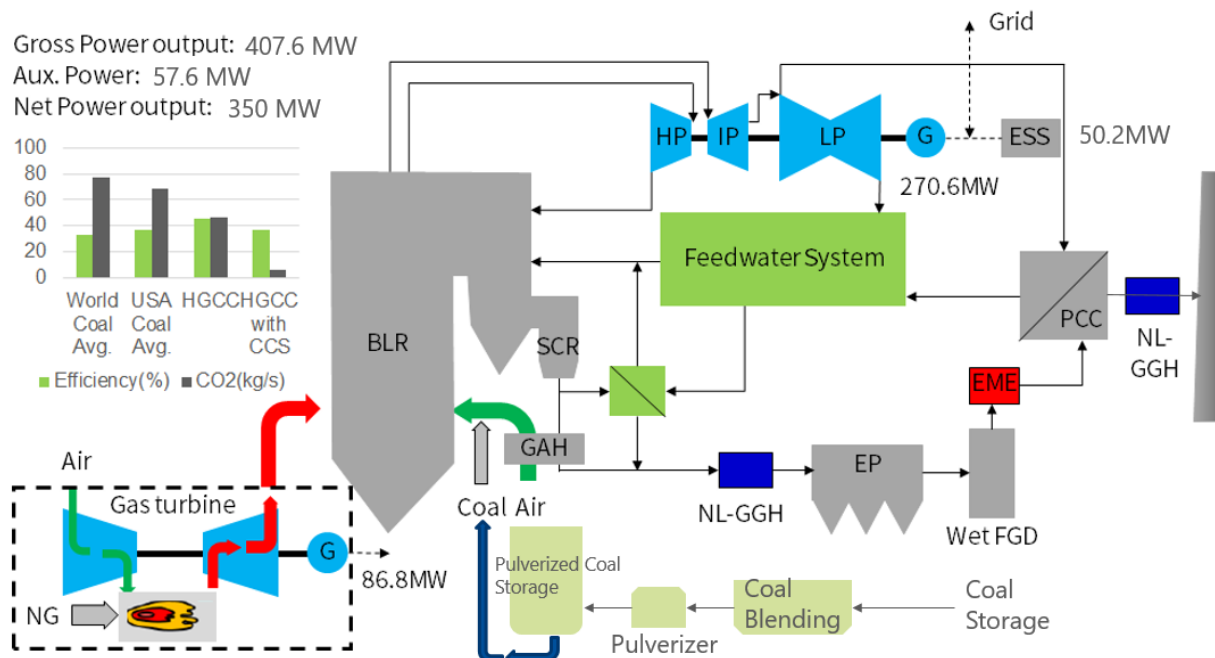 Gross Power output: 407.6 MW
Aux. Power: 57.6 MW
Net Power output: 350 MW
100
80
60
40
20
0
World Coal Avg.
USA Coal Avg.
HGCC
HGCC with CCS
Efficiency(%)
CO2(kg/s)
Grid
HP
IP
LP
G
ESS
50.2MW
270.6MW
Feedwater System
BLR
SCR
PCC
NL-GGH
EME
GAH
EP
NL-GGH
Wet FGD
Coal Air
Air
Gas turbine
G
86.8MW
NG
Pulverized Coal
Storage
Pulverizer
Coal
Blending
Coal
Storage